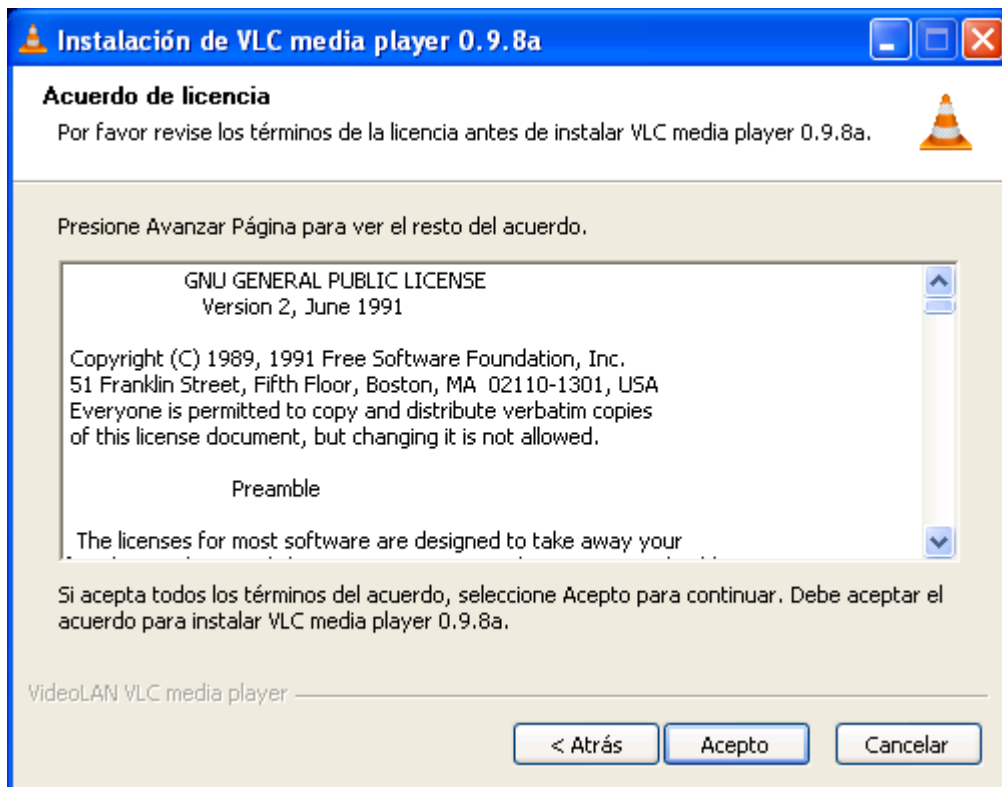 Instalación de VLC media player 0.9.8a
Acuerdo de licencia
Por favor revise los términos de la licencia antes de instalar VLC media player 0.9.8a.
Presione Avanzar Página para ver el resto del acuerdo.
GNU GENERAL PUBLIC LICENSE
Version 2, June 1991
Copyright (C) 1989, 1991 Free Software Foundation, Inc.
51 Franklin Street, Fifth Floor, Boston, MA  02110-1301, USA
Everyone is permitted to copy and distribute verbatim copies
of this license document, but changing it is not allowed.
Preamble
The licenses for most software are designed to take away your
Si acepta todos los términos del acuerdo, seleccione Acepto para continuar. Debe aceptar el
acuerdo para instalar VLC media player 0.9.8a.
VideoLAN VLC media player
< Atrás
Acepto
Cancelar